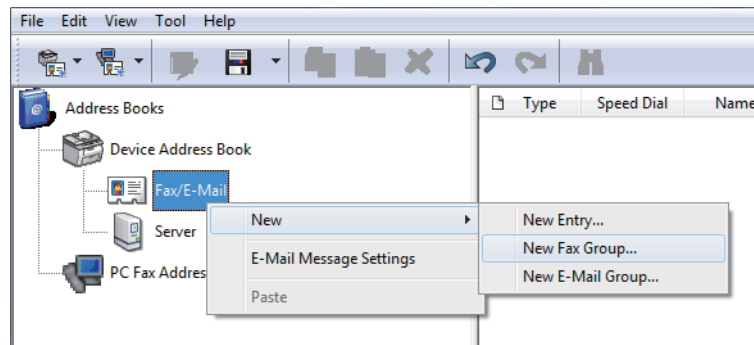 File Edit View Tool Help
Type Speed Dial Name
Address Books
Device Address Book
Fax/E-Mail
Server
PC Fax Addres
New
E-Mail Message Settings
Paste
New Entry...
New Fax Group...
New E-Mail Group...